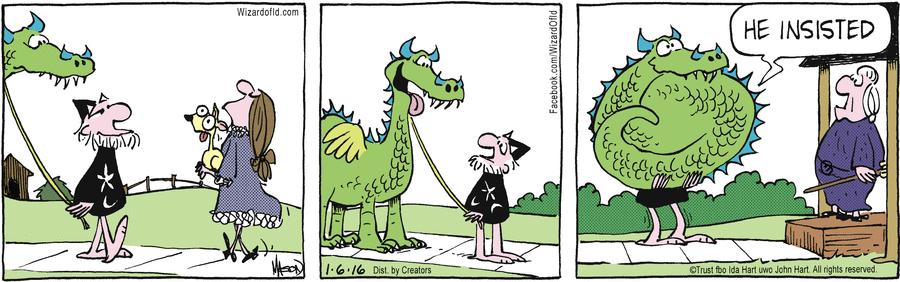 Wizardofid.com
MASON
Facebook.com/WizardOfId
1·6·16 Dist. by Creators
HE INSISTED
©Trust fbo Ida Hart uwo John Hart. All rights reserved.